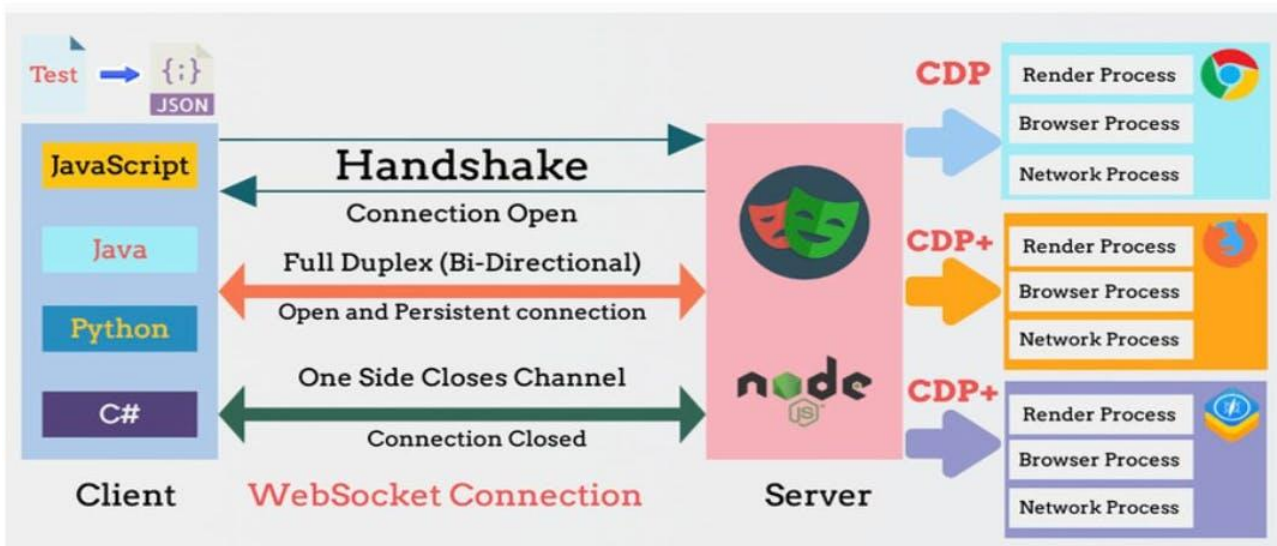 Test
{;}
JSON
JavaScript
Java
Python
C#
Client
Handshake
Connection Open
Full Duplex (Bi-Directional)
Open and Persistent connection
One Side Closes Channel
Connection Closed
WebSocket Connection
node
JS
Server
CDP
Render Process
Browser Process
Network Process
CDP+
Render Process
Browser Process
Network Process
CDP+
Render Process
Browser Process
Network Process